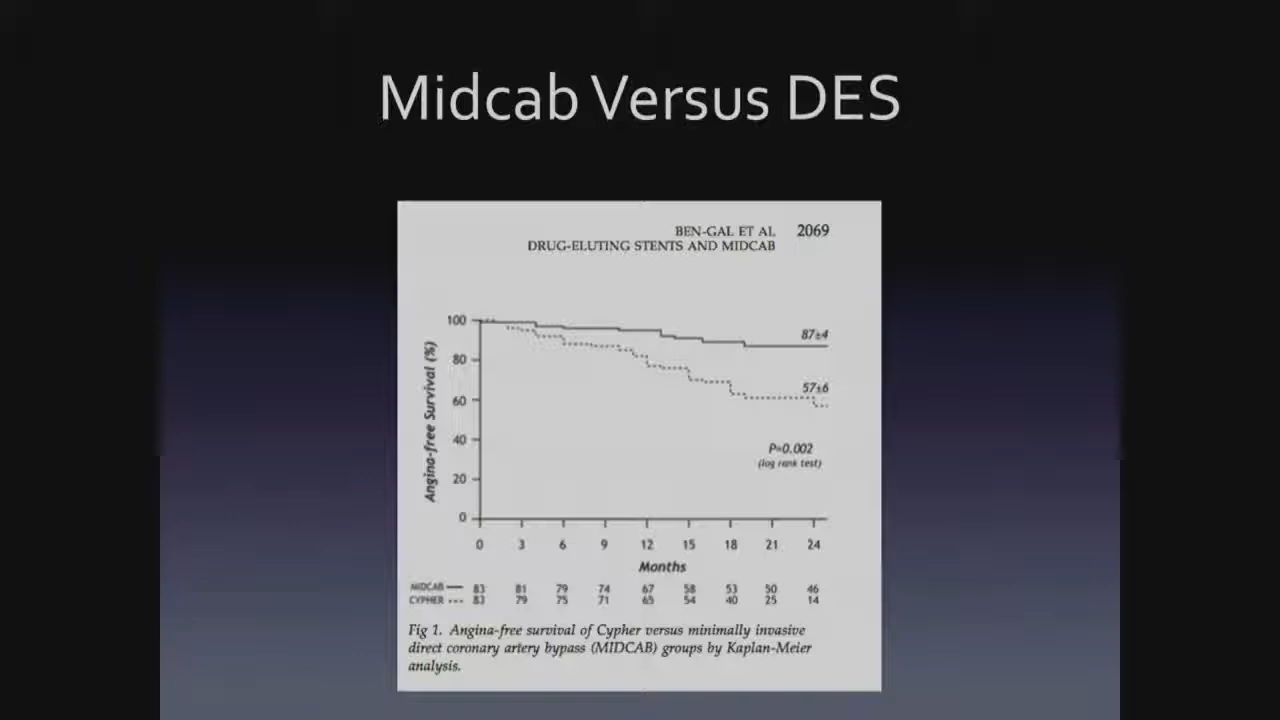 Midcab Versus DES
BEN-GAL ET AL 2069
DRUG-ELUTING STENTS AND MIDCAB
Angina-free Survival (%)
100
80
60
40
20
0
87±4
57±6
P=0.002
(log rank test)
0 3 6 9 12 15 18 21 24
Months
MIDCAB 83 81 79 74 67 58 53 50 46
CYPHER 83 79 75 71 65 54 40 25 14
Fig 1. Angina-free survival of Cypher versus minimally invasive
direct coronary artery bypass (MIDCAB) groups by Kaplan-Meier
analysis.